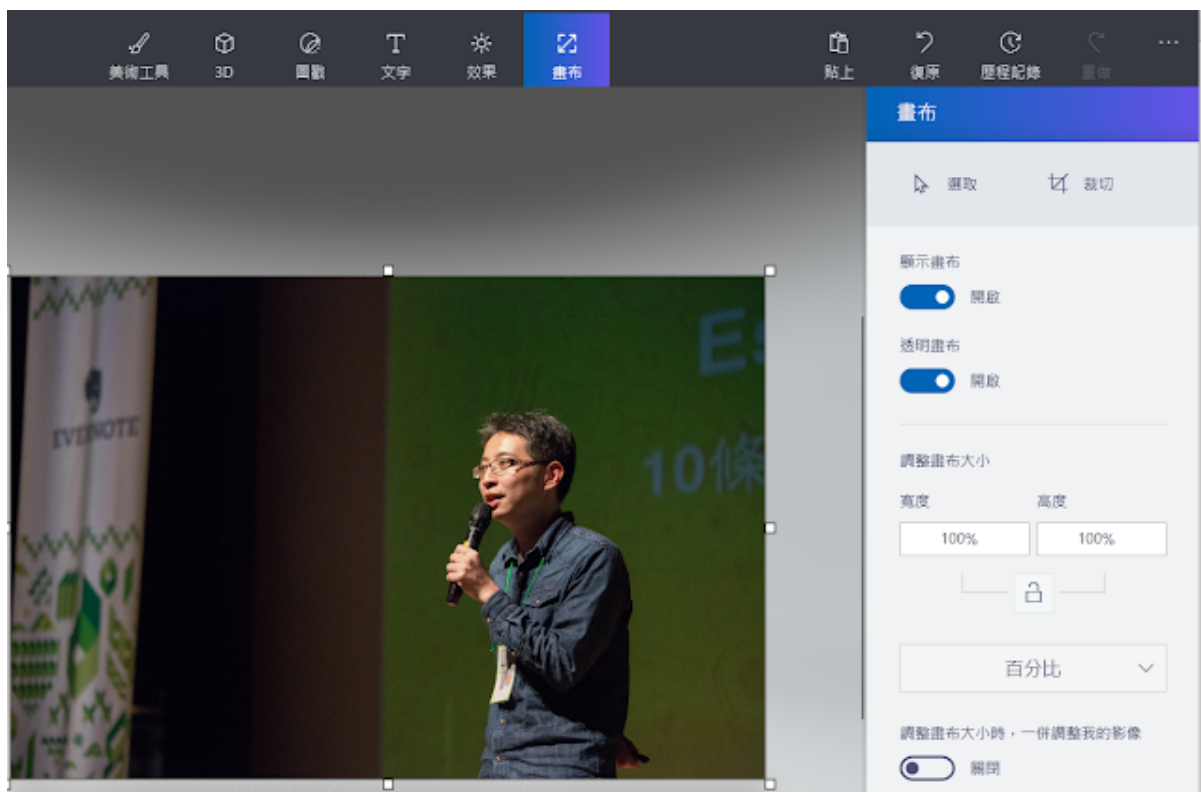 美術工具
3D
圖戳
文字
效果
畫布
貼上
復原
歷程記錄
重做
畫布
選取
裁切
顯示畫布
開啟
透明畫布
開啟
調整畫布大小
寬度
高度
100%
100%
百分比
調整畫布大小時，一併調整我的影像
關閉
EVERNOTE
Es
10條